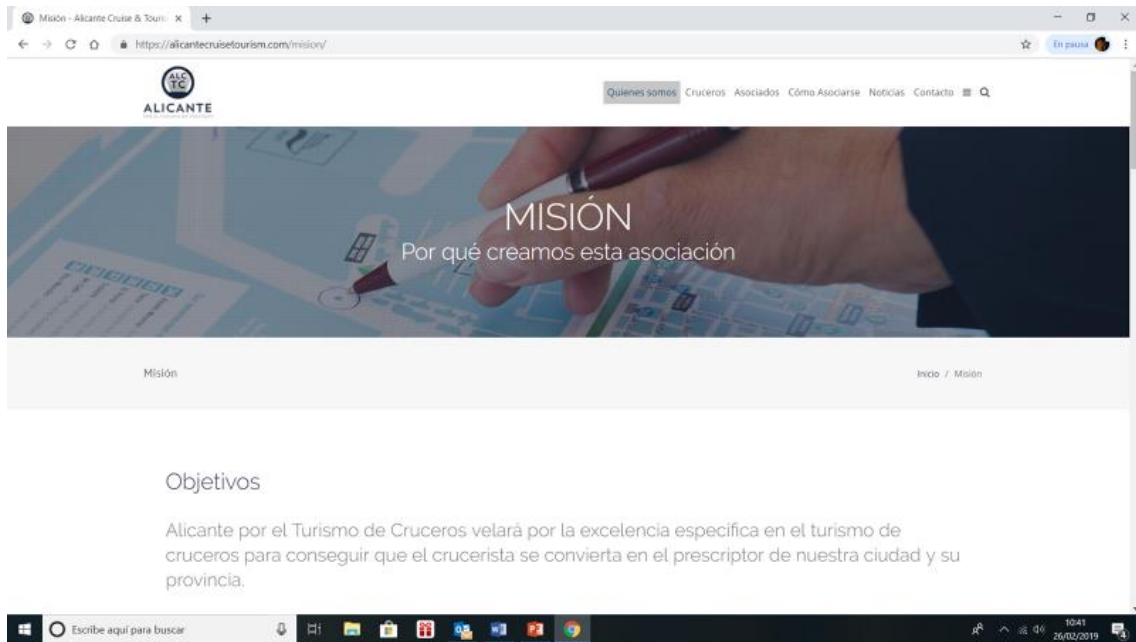 Misión - Alicante Cruise & Touris
https://alicantecruisetourism.com/mision/
En pausa
ALC
TC
ALICANTE
Quienes somos Cruceros Asociados Cómo Asociarse Noticias Contacto
MISIÓN
Por qué creamos esta asociación
Misión
Inicio / Misión
Objetivos
Alicante por el Turismo de Cruceros velará por la excelencia específica en el turismo de
cruceros para conseguir que el crucerista se convierta en el prescriptor de nuestra ciudad y su
provincia.
Escribe aquí para buscar
10:41
26/02/2019